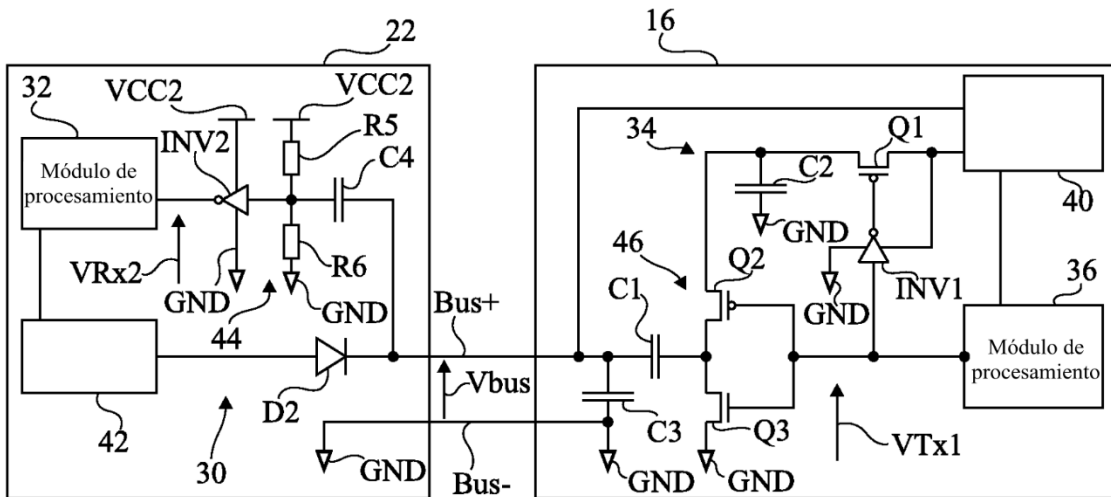 22
16
32
VCC2
VCC2
INV2
R5
C4
34
Q1
Módulo de
procesamiento
C2
40
GND
VRx2
R6
46
Q2
GND
INV1
36
GND
44
GND
C1
GND
Bus+
Módulo de
procesamiento
Vbus
42
D2
C3
Q3
VTx1
30
GND
Bus-
GND
GND